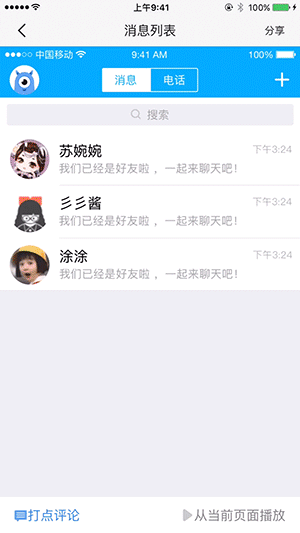 上午9:41
100%
消息列表
分享
中国移动
9:41 AM
100%
消息
电话
搜索
苏婉婉
下午3:24
我们已经是好友啦，一起来聊天吧！
彡彡酱
下午3:24
我们已经是好友啦，一起来聊天吧！
涂涂
下午3:24
我们已经是好友啦，一起来聊天吧！
打点评论
从当前页面播放